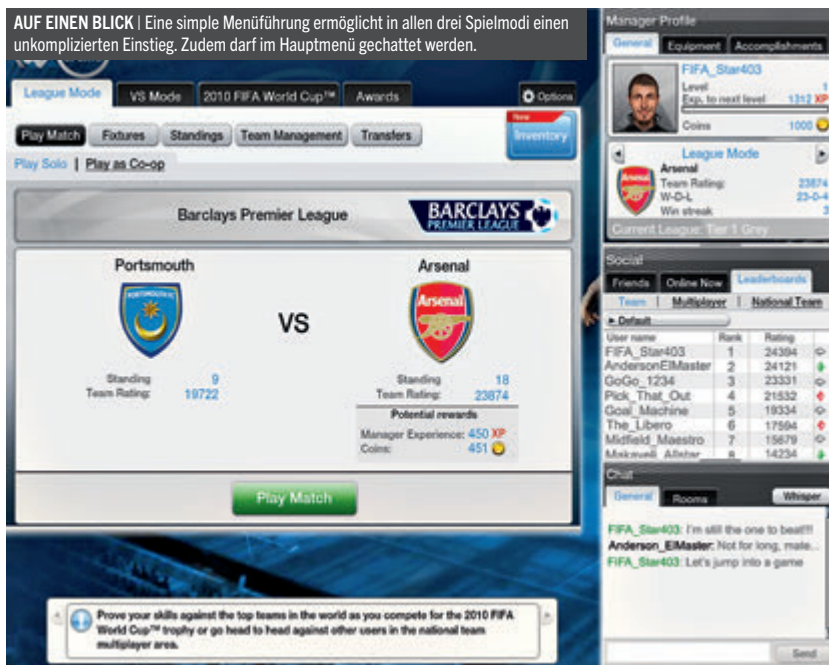 AUF EINEN BLICK | Eine simple Menüführung ermöglicht in allen drei Spielmodi einen
unkomplizierten Einstieg. Zudem darf im Hauptmenü gechattet werden.
League Mode VS Mode 2010 FIFA World Cup™ Awards Options
Play Match Fixtures Standings Team Management Transfers
New
Inventory
Play Solo | Play as Co-op
Barclays Premier League
BARCLAYS
PREMIER LEAGUE
Portsmouth
Arsenal
VS
PORTSMOUTH F.C.
Arsenal
Standing 9
Team Rating: 19722
Standing 18
Team Rating: 23874
Potential rewards
Manager Experience: 450 XP
Coins: 451
Play Match
Prove your skills against the top teams in the world as you compete for the 2010 FIFA
World Cup™ trophy or go head to head against other users in the national team
multiplayer area.
Manager Profile
General Equipment Accomplishments
FIFA_Star403
Level 1
Exp. to next level 1312 XP
Coins 1000
League Mode
Arsenal
Arsenal
Team Rating: 23874
W-D-L 23-0-4
Win streak 3
Current League: Tier 1 Grey
Social
Friends Online Now Leaderboards
Team | Multiplayer | National Team
Default
User name Rank Rating
FIFA_Star403 1 24394
AndersonElMaster 2 24121
GoGo_1234 3 23331
Pick_That_Out 4 21532
Goal_Machine 5 19334
The_Libero 6 17594
Midfield_Maestro 7 15679
Makaveli_Allstar 8 14234
Chat
General Rooms Whisper
FIFA_Star403: I'm still the one to beat!!!
Anderson_ElMaster: Not for long, mate...
FIFA_Star403: Let's jump into a game
Send